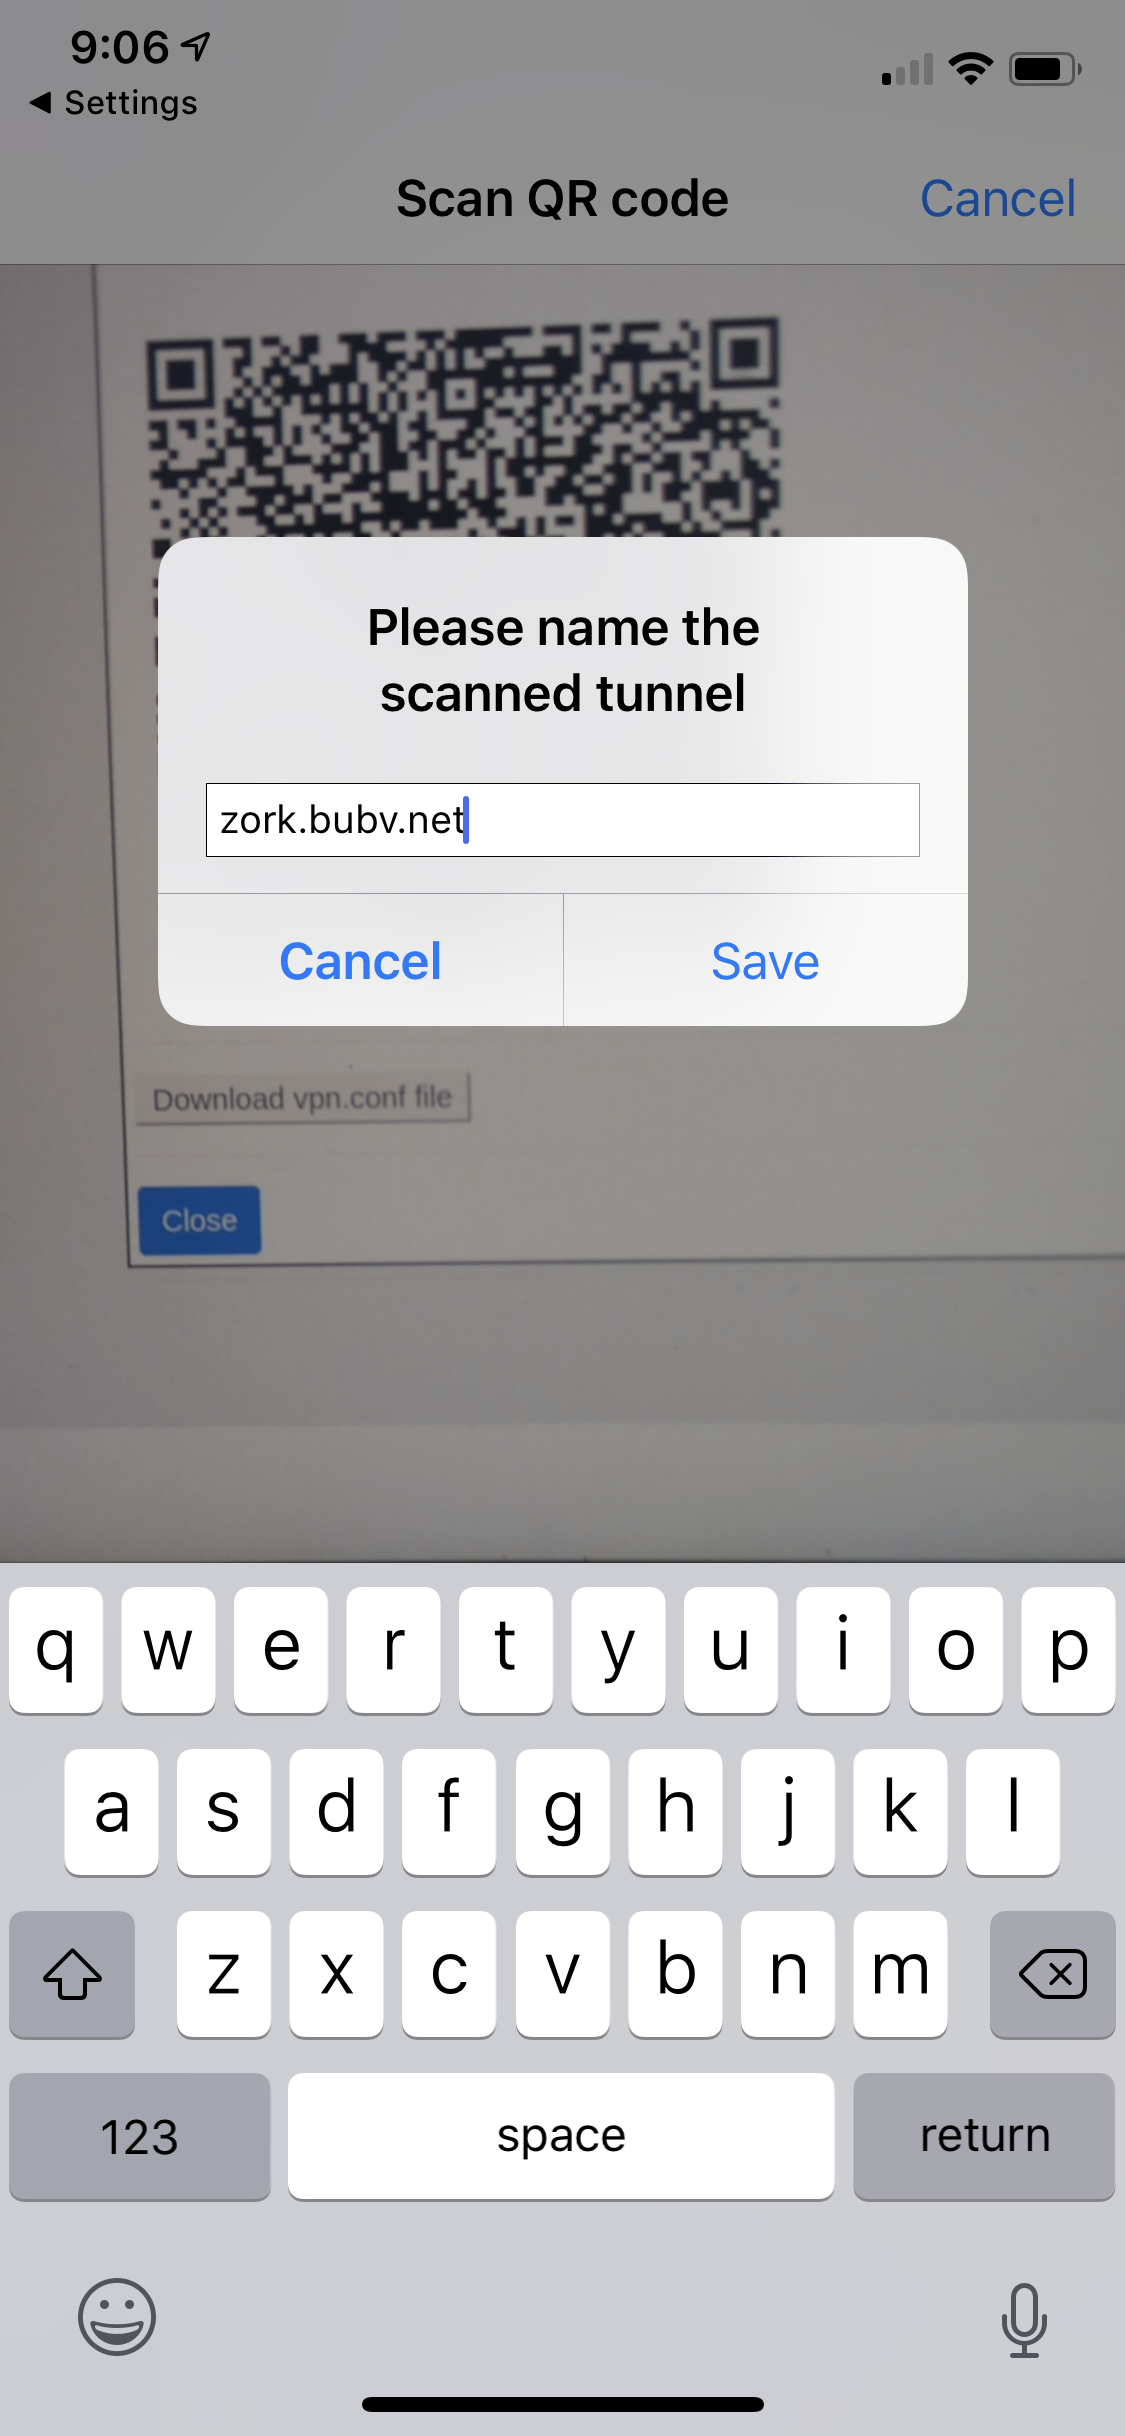 9:06
Settings
Scan QR code
Cancel
Please name the
scanned tunnel
zork.bubv.net
Cancel
Save
Download vpn.conf file
Close
q w e r t y u i o p
a s d f g h j k l
z x c v b n m
123
space
return